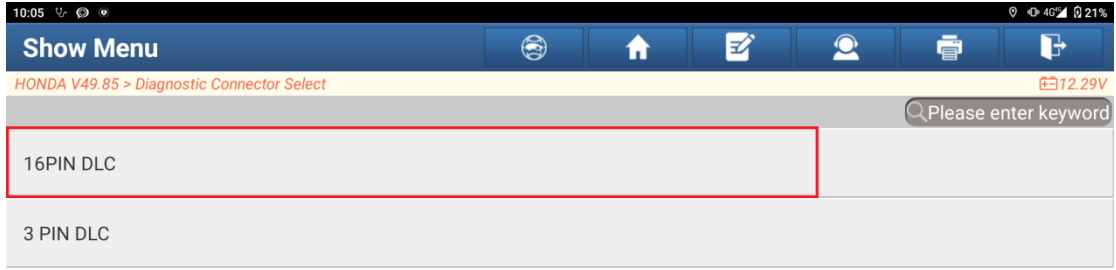 10:05 4G 21%
Show Menu
HONDA V49.85 > Diagnostic Connector Select 12.29V
Please enter keyword
16PIN DLC
3 PIN DLC